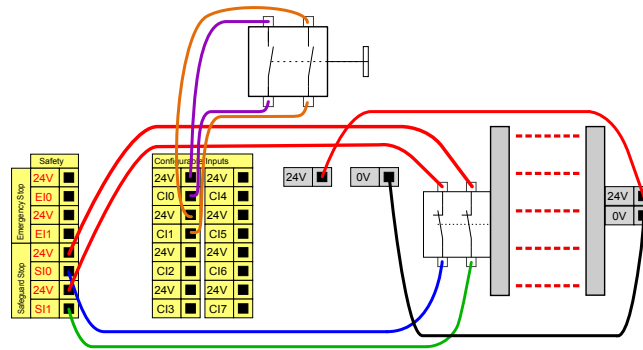 Safety
Emergency Stop
24V
EI0
24V
EI1
Safeguard Stop
24V
SI0
24V
SI1
Configurable Inputs
24V
CI0
24V
CI1
24V
CI2
24V
CI3
24V
CI4
24V
CI5
24V
CI6
24V
CI7
24V
0V
24V
0V